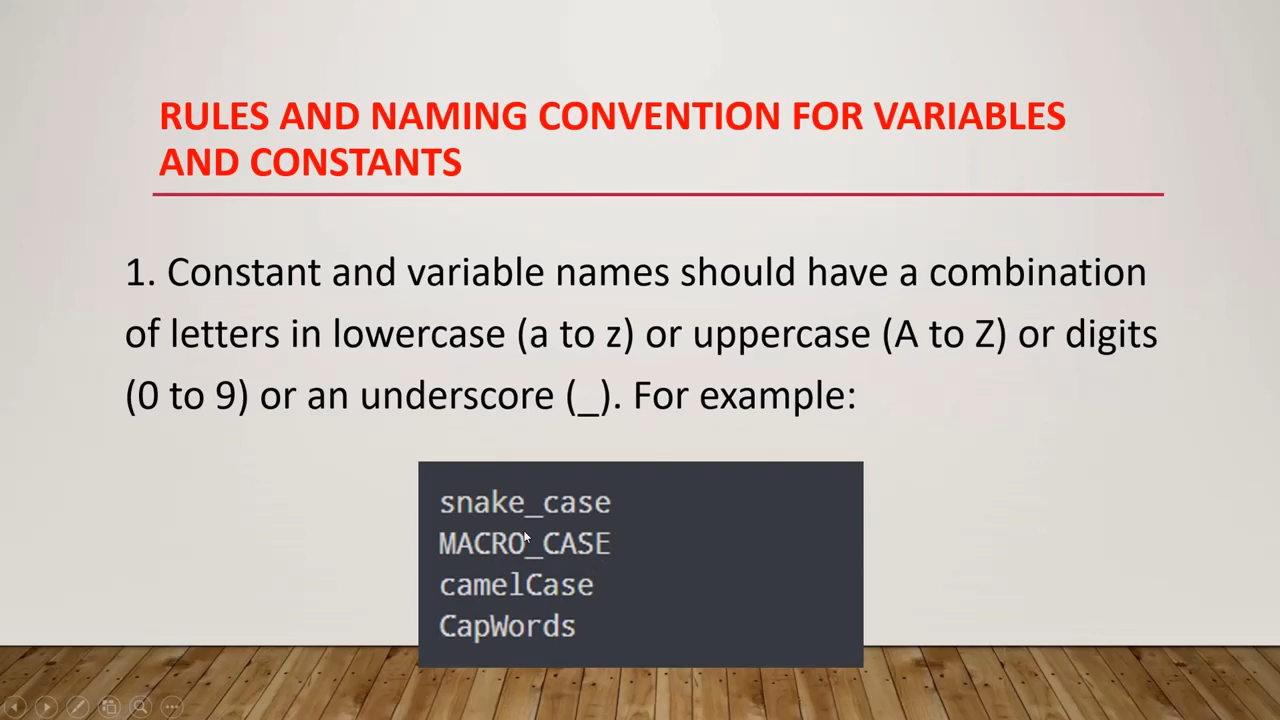 RULES AND NAMING CONVENTION FOR VARIABLES
AND CONSTANTS
1. Constant and variable names should have a combination
of letters in lowercase (a to z) or uppercase (A to Z) or digits
(0 to 9) or an underscore (_). For example:
snake_case
MACRO_CASE
camelCase
CapWords